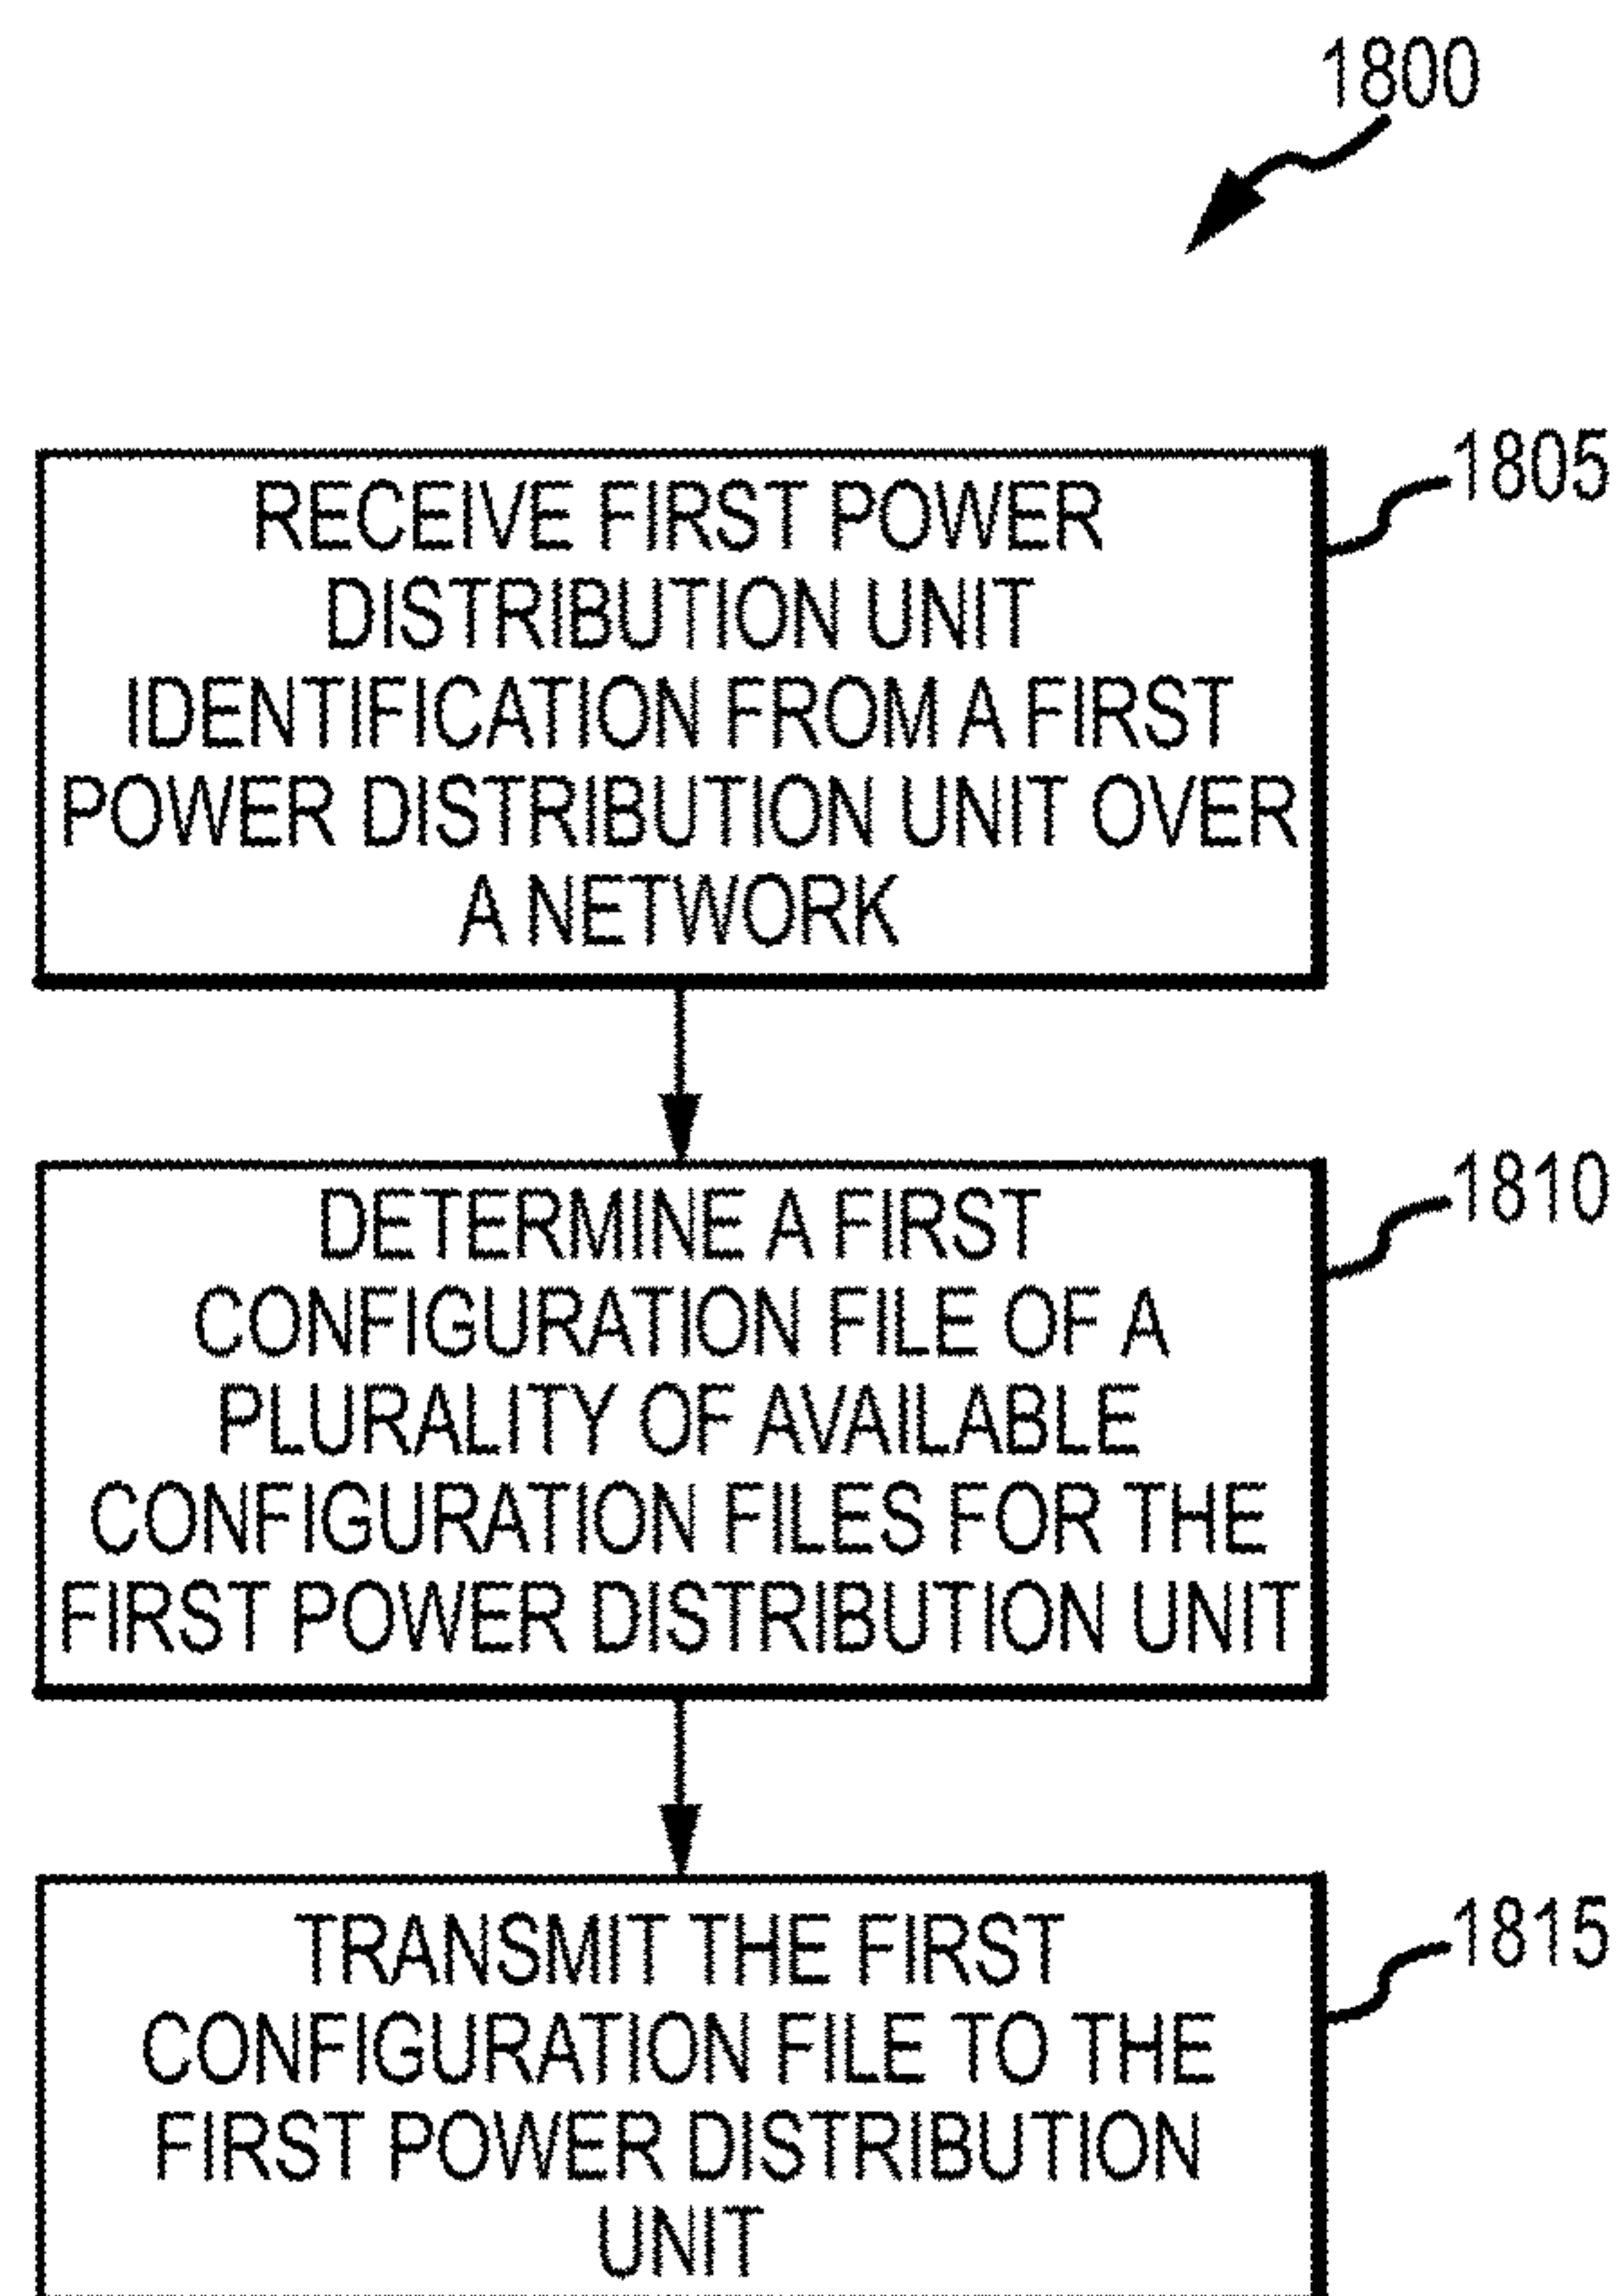 1800
RECEIVE FIRST POWER
DISTRIBUTION UNIT
IDENTIFICATION FROM A FIRST
POWER DISTRIBUTION UNIT OVER
A NETWORK
1805
DETERMINE A FIRST
CONFIGURATION FILE OF A
PLURALITY OF AVAILABLE
CONFIGURATION FILES FOR THE
FIRST POWER DISTRIBUTION UNIT
1810
TRANSMIT THE FIRST
CONFIGURATION FILE TO THE
FIRST POWER DISTRIBUTION
UNIT
1815